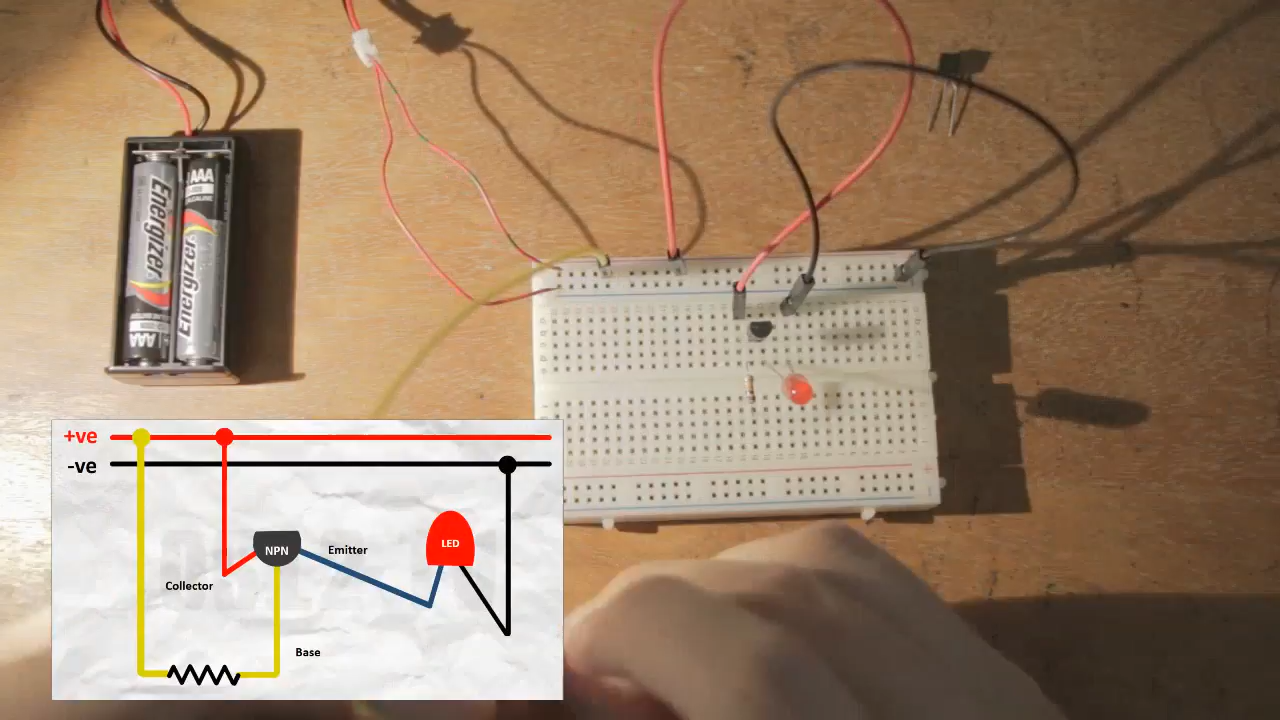 Energizer
AAA
Energizer
AAA
+ve
-ve
NPN
Emitter
LED
Collector
Base